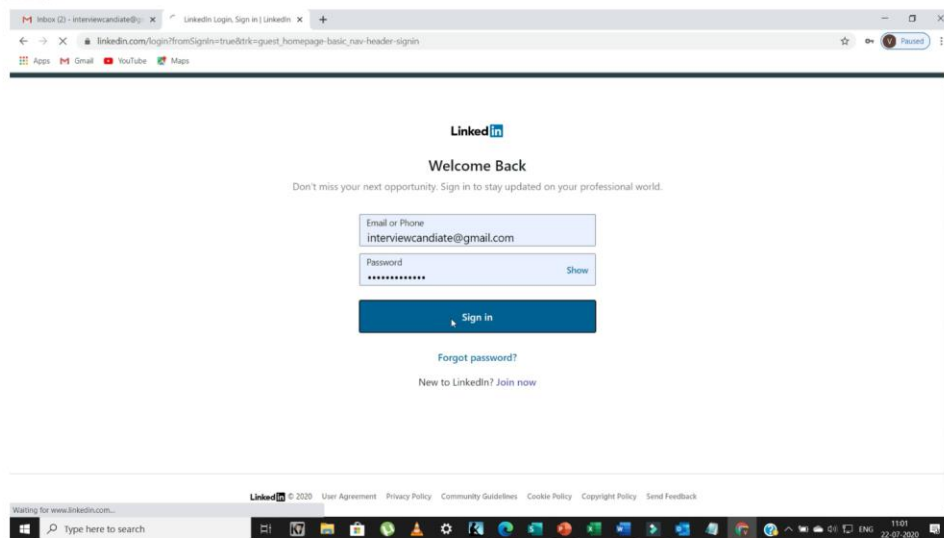 Inbox (2) - interviewcandiate@g
LinkedIn Login, Sign in | LinkedIn
linkedin.com/login?fromSignIn=true&trk=guest_homepage-basic_nav-header-signin
V Paused
Apps Gmail YouTube Maps
Linked in
Welcome Back
Don't miss your next opportunity. Sign in to stay updated on your professional world.
Email or Phone
interviewcandiate@gmail.com
Password
Show
Sign in
Forgot password?
New to LinkedIn? Join now
Linked in © 2020 User Agreement Privacy Policy Community Guidelines Cookie Policy Copyright Policy Send Feedback
Waiting for www.linkedin.com...
Type here to search
ENG
11:01
22-07-2020